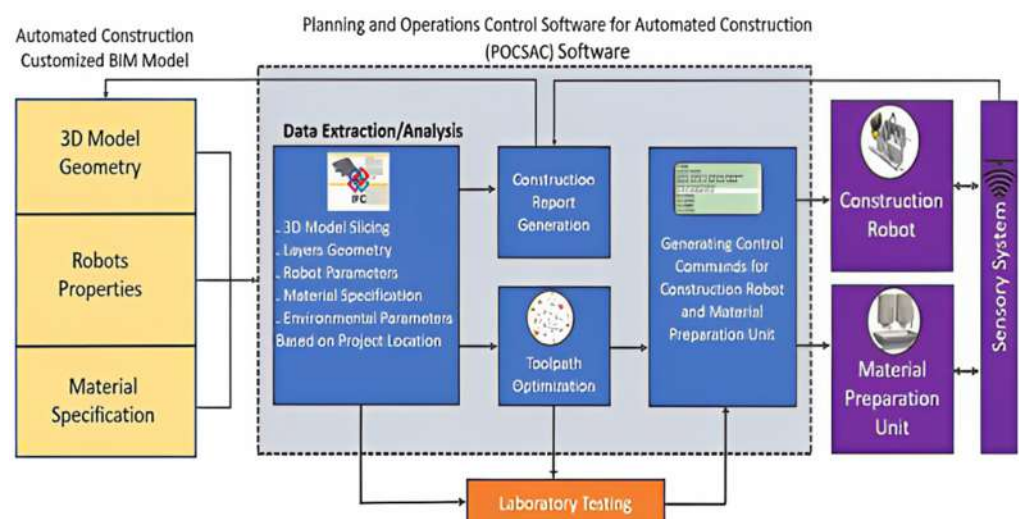 Automated Construction
Customized BIM Model
Planning and Operations Control Software for Automated Construction
(POCSAC) Software
3D Model
Geometry
Robots
Properties
Material
Specification
Data Extraction/Analysis
IFC
- 3D Model Slicing
- Layers Geometry
- Robot Parameters
- Material Specification
- Environmental Parameters
Based on Project Location
Construction
Report
Generation
Toolpath
Optimization
Generating Control
Commands for
Construction Robot
and Material
Preparation Unit
Construction
Robot
Material
Preparation
Unit
Sensory System
Laboratory Testing